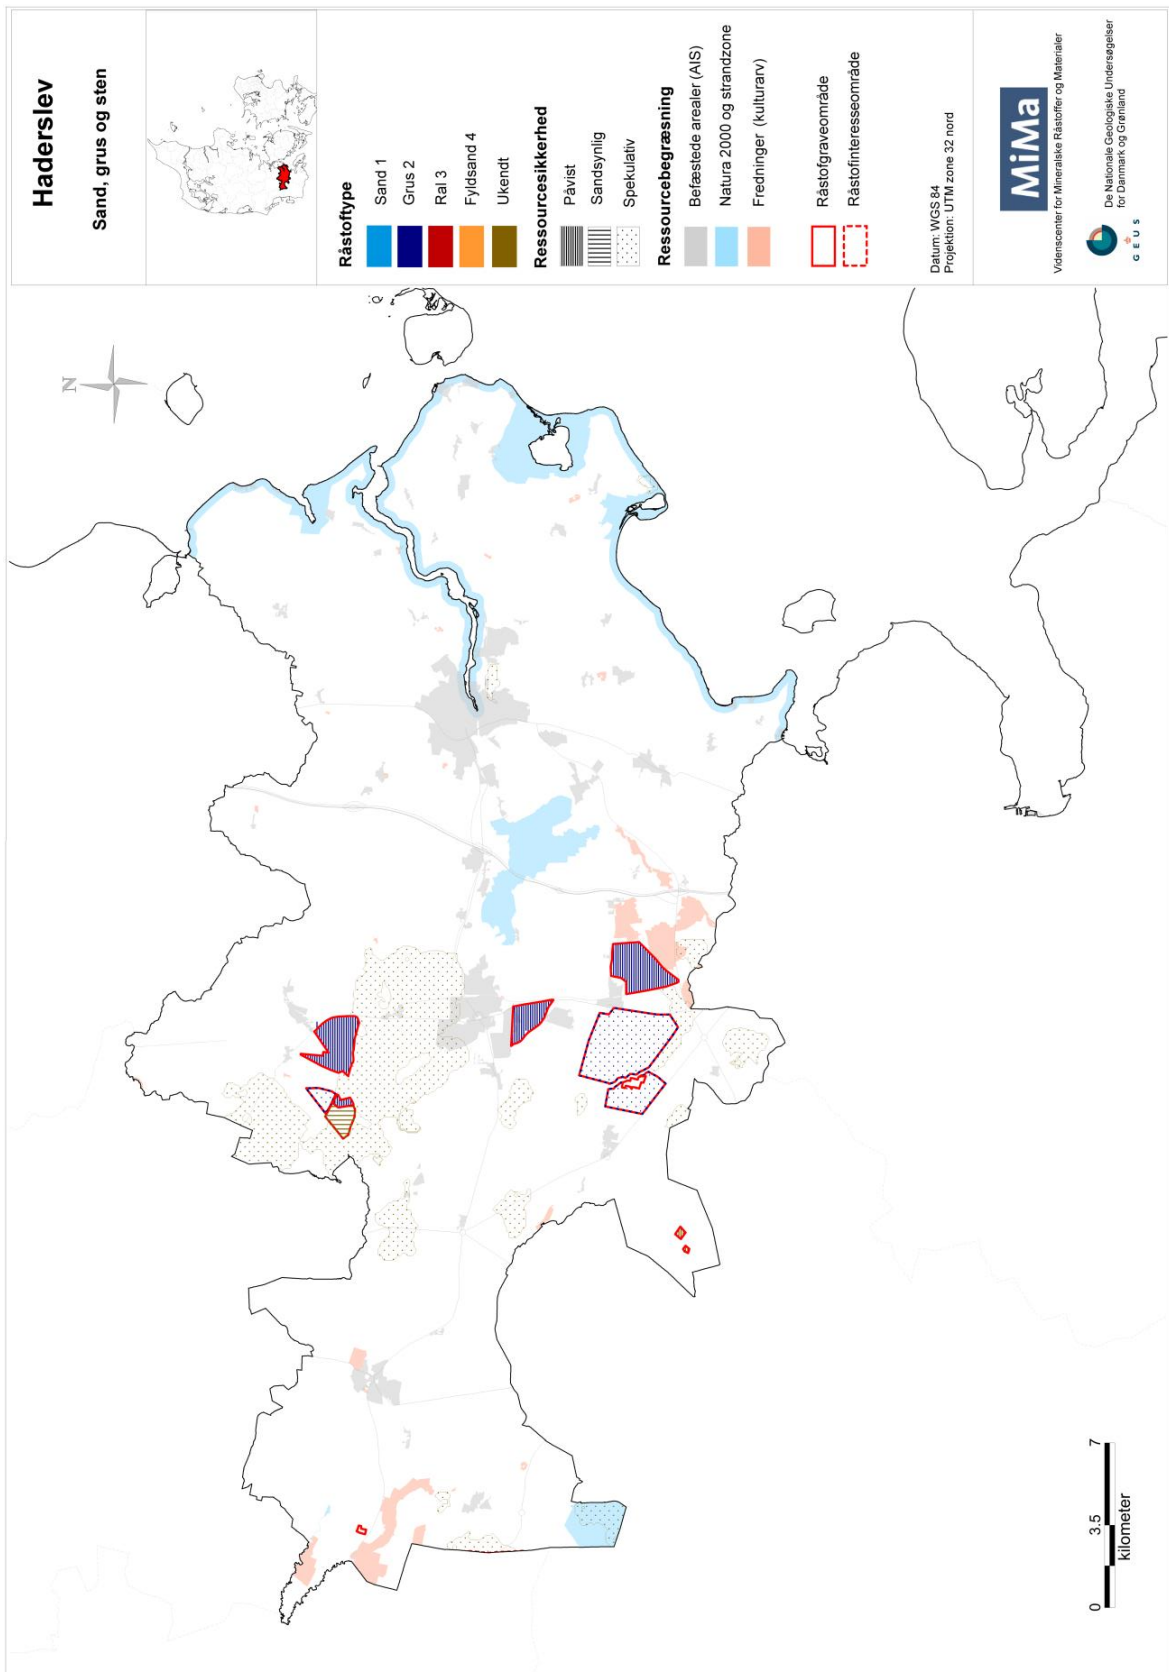 Haderslev
Sand, grus og sten
Råstoftype
Sand 1
Grus 2
Ral 3
Fyldsand 4
Ukendt
Ressourcesikkerhed
Påvist
Sandsynlig
Spekulativ
Ressourcebegræsning
Befæstede arealer (AIS)
Natura 2000 og strandzone
Fredninger (kulturarv)
Råstofgraveområde
Råstofinteresseområde
Datum: WGS 84
Projektion: UTM zone 32 nord
MiMa
Videnscenter for Mineralske Råstoffer og Materialer
G E U S
De Nationale Geologiske Undersøgelser
for Danmark og Grønland
N
0 3.5 7
kilometer